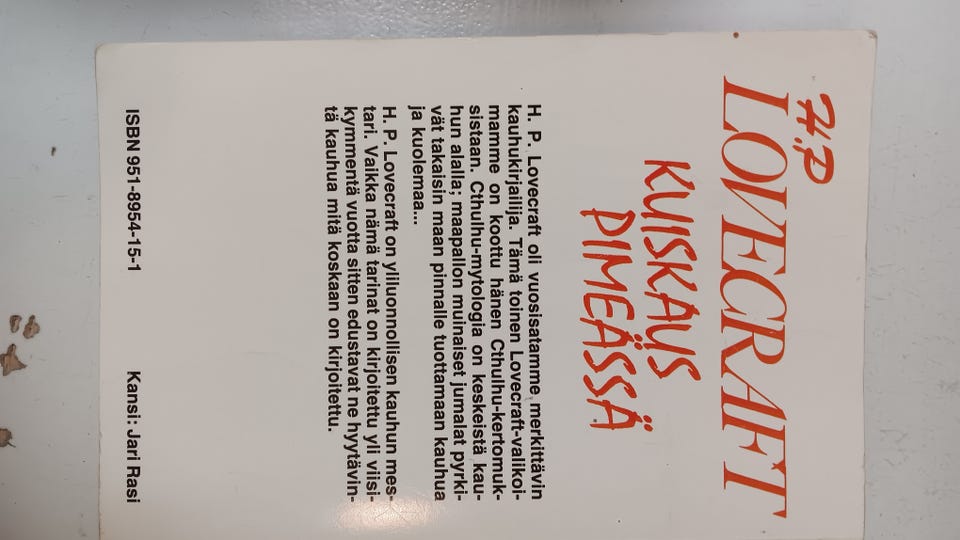 H.P
LOVECRAFT
KUISKAUS
PIMEÄSSÄ
H. P. Lovecraft oli vuosisatamme merkittävin
kauhukirjailija. Tämä toinen Lovecraft-valikoi-
mamme on koottu hänen Cthulhu-kertomuk-
sistaan. Cthulhu-mytologia on keskeistä kau-
hun alalla; maapallon muinaiset jumalat pyrki-
vät takaisin maan pinnalle tuottamaan kauhua
ja kuolemaa...
H. P. Lovecraft on yliluonnollisen kauhun mes-
tari. Vaikka nämä tarinat on kirjoitettu yli viisi-
kymmentä vuotta sitten edustavat ne hyytävin-
tä kauhua mitä koskaan on kirjoitettu.
ISBN 951-8954-15-1 Kansi: Jari Rasi